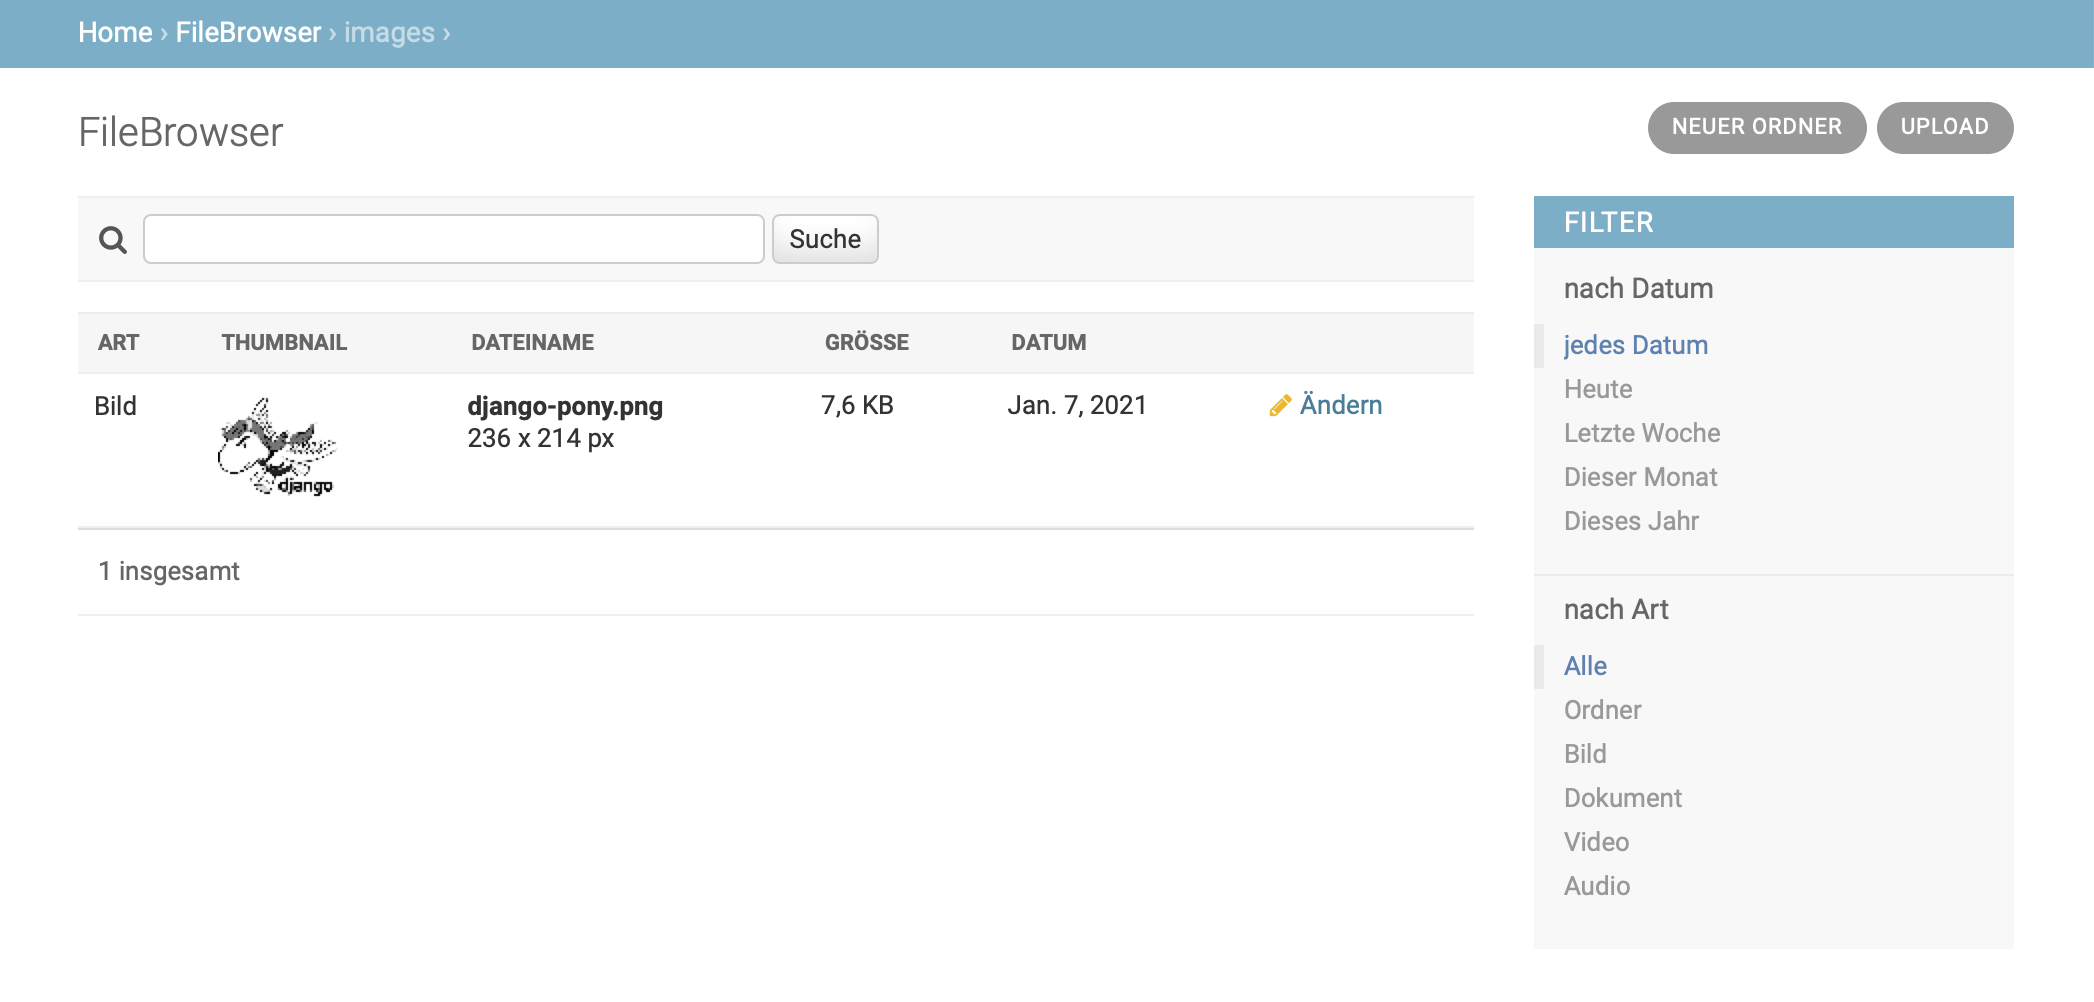 Home › FileBrowser › images ›
FileBrowser
NEUER ORDNER
UPLOAD
Suche
ART THUMBNAIL DATEINAME GRÖSSE DATUM
Bild django-pony.png 7,6 KB Jan. 7, 2021 Ändern
236 x 214 px
django
1 insgesamt
FILTER
nach Datum
jedes Datum
Heute
Letzte Woche
Dieser Monat
Dieses Jahr
nach Art
Alle
Ordner
Bild
Dokument
Video
Audio